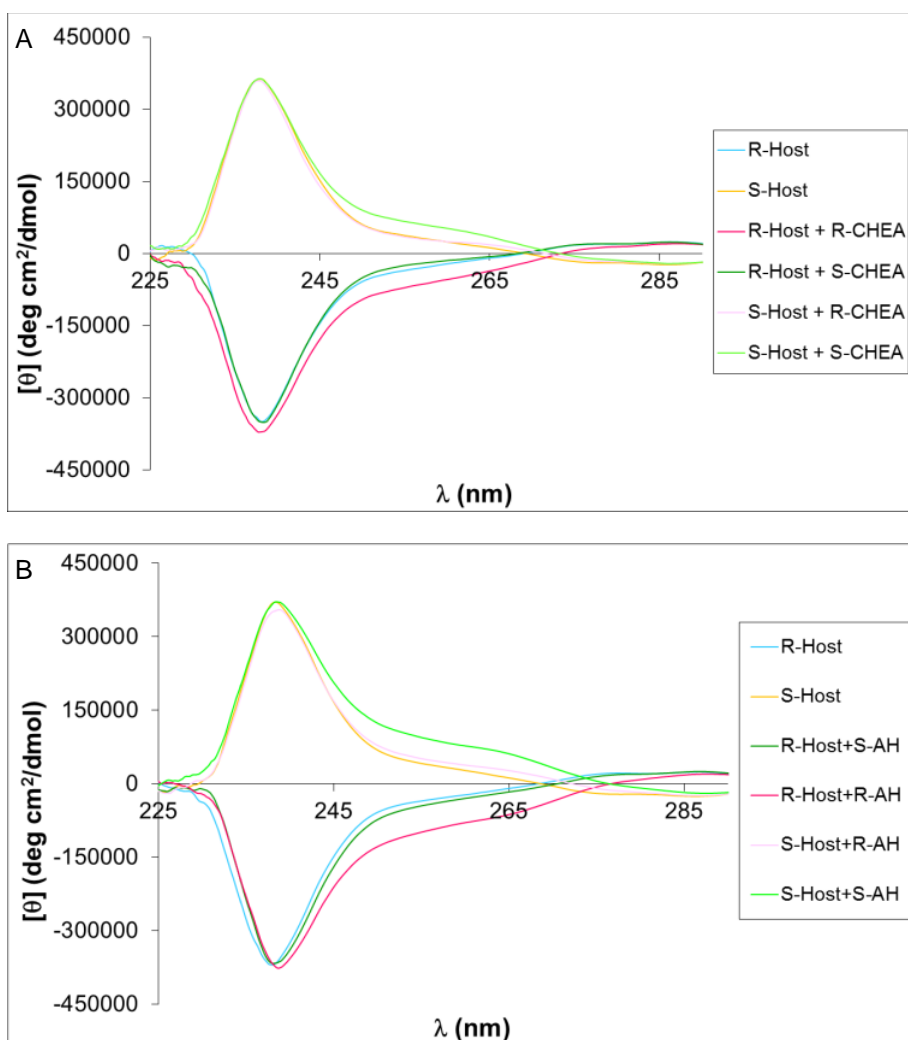 A
450000
300000
150000
0
-150000
-300000
-450000
225
245
265
285
[θ] (deg cm²/dmol)
λ (nm)
R-Host
S-Host
R-Host + R-CHEA
R-Host + S-CHEA
S-Host + R-CHEA
S-Host + S-CHEA
B
450000
300000
150000
0
-150000
-300000
-450000
225
245
265
285
[θ] (deg cm²/dmol)
λ (nm)
R-Host
S-Host
R-Host+S-AH
R-Host+R-AH
S-Host+R-AH
S-Host+S-AH